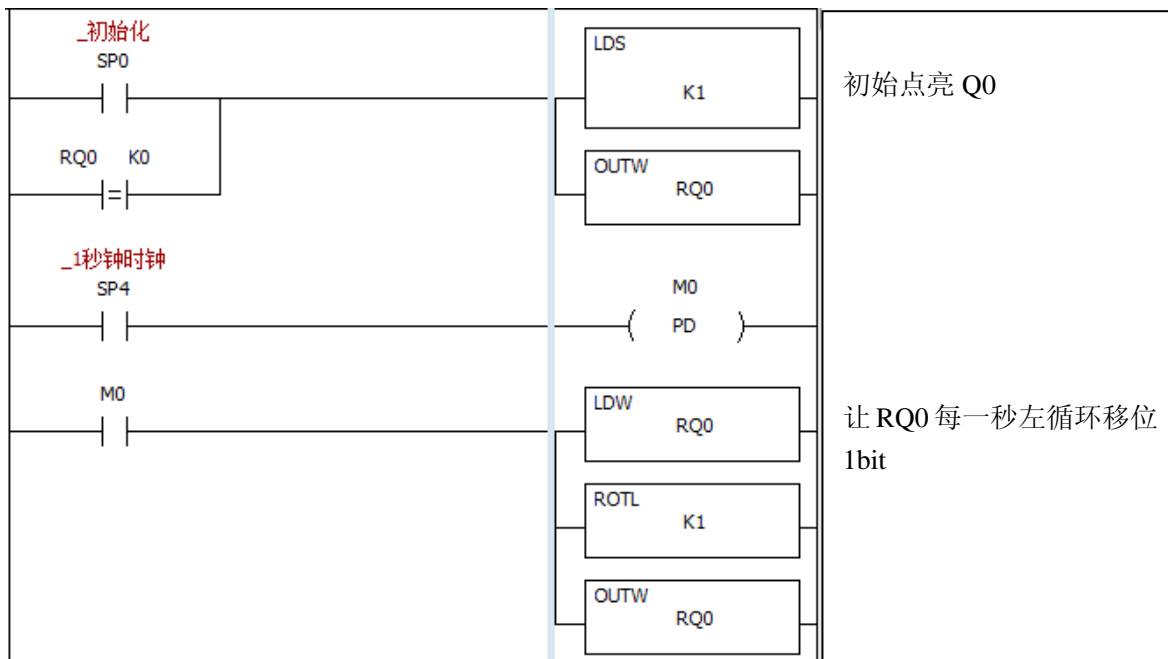 _初始化
SP0
LDS
K1
初始点亮 Q0
RQ0 K0
=
OUTW
RQ0
_1秒钟时钟
SP4
M0
PD
M0
LDW
RQ0
让 RQ0 每一秒左循环移位
1bit
ROTL
K1
OUTW
RQ0